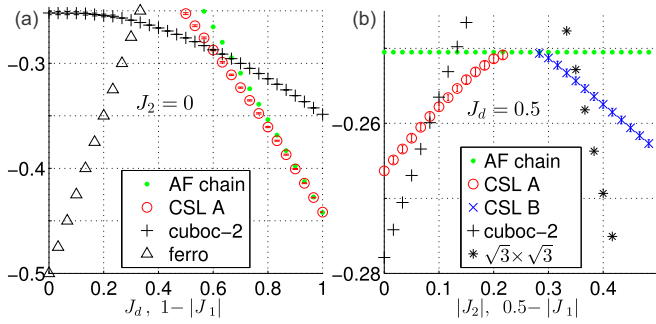 (a)
−0.3
−0.4
−0.5
J₂ = 0
AF chain
CSL A
cuboc−2
ferro
0 0.2 0.4 0.6 0.8 1
J_d, 1−|J₁|
(b)
−0.26
−0.28
J_d = 0.5
AF chain
CSL A
CSL B
cuboc−2
√3×√3
0 0.1 0.2 0.3 0.4
|J₂|, 0.5−|J₁|